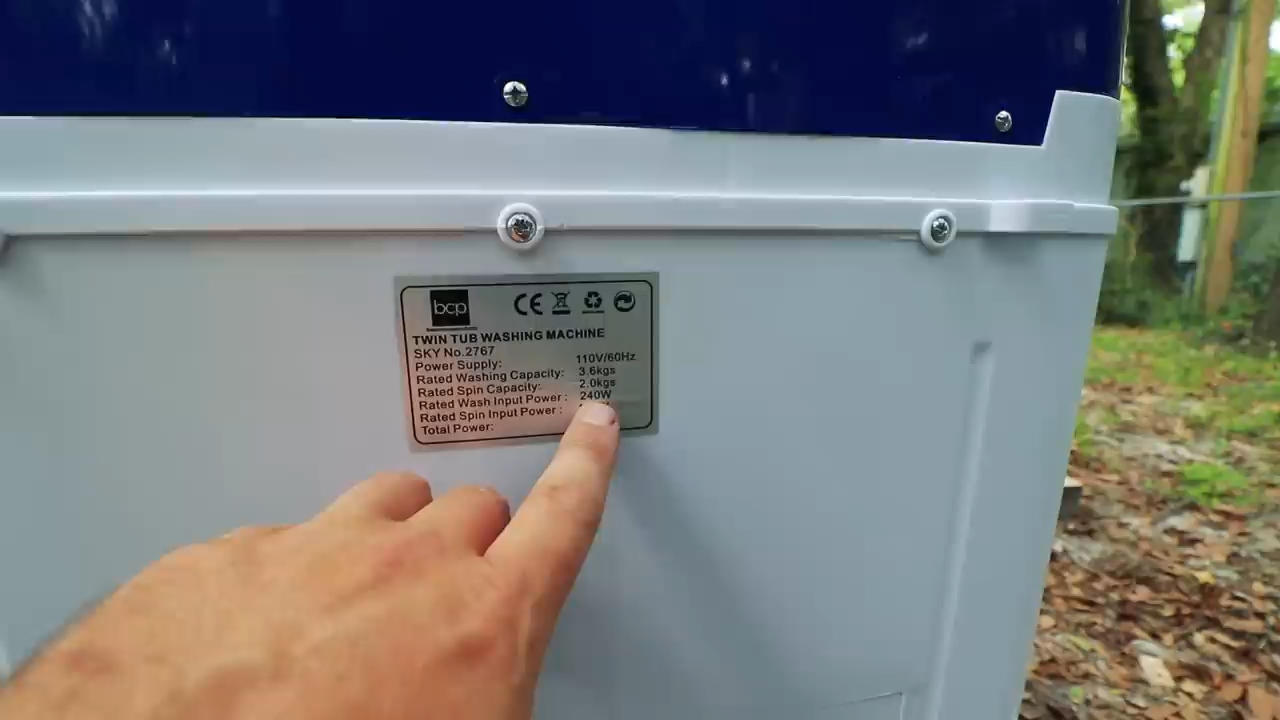 bcp
CE
TWIN TUB WASHING MACHINE
SKY No.2767
Power Supply: 110V/60Hz
Rated Washing Capacity: 3.6kgs
Rated Spin Capacity: 2.0kgs
Rated Wash Input Power: 240W
Rated Spin Input Power :
Total Power: